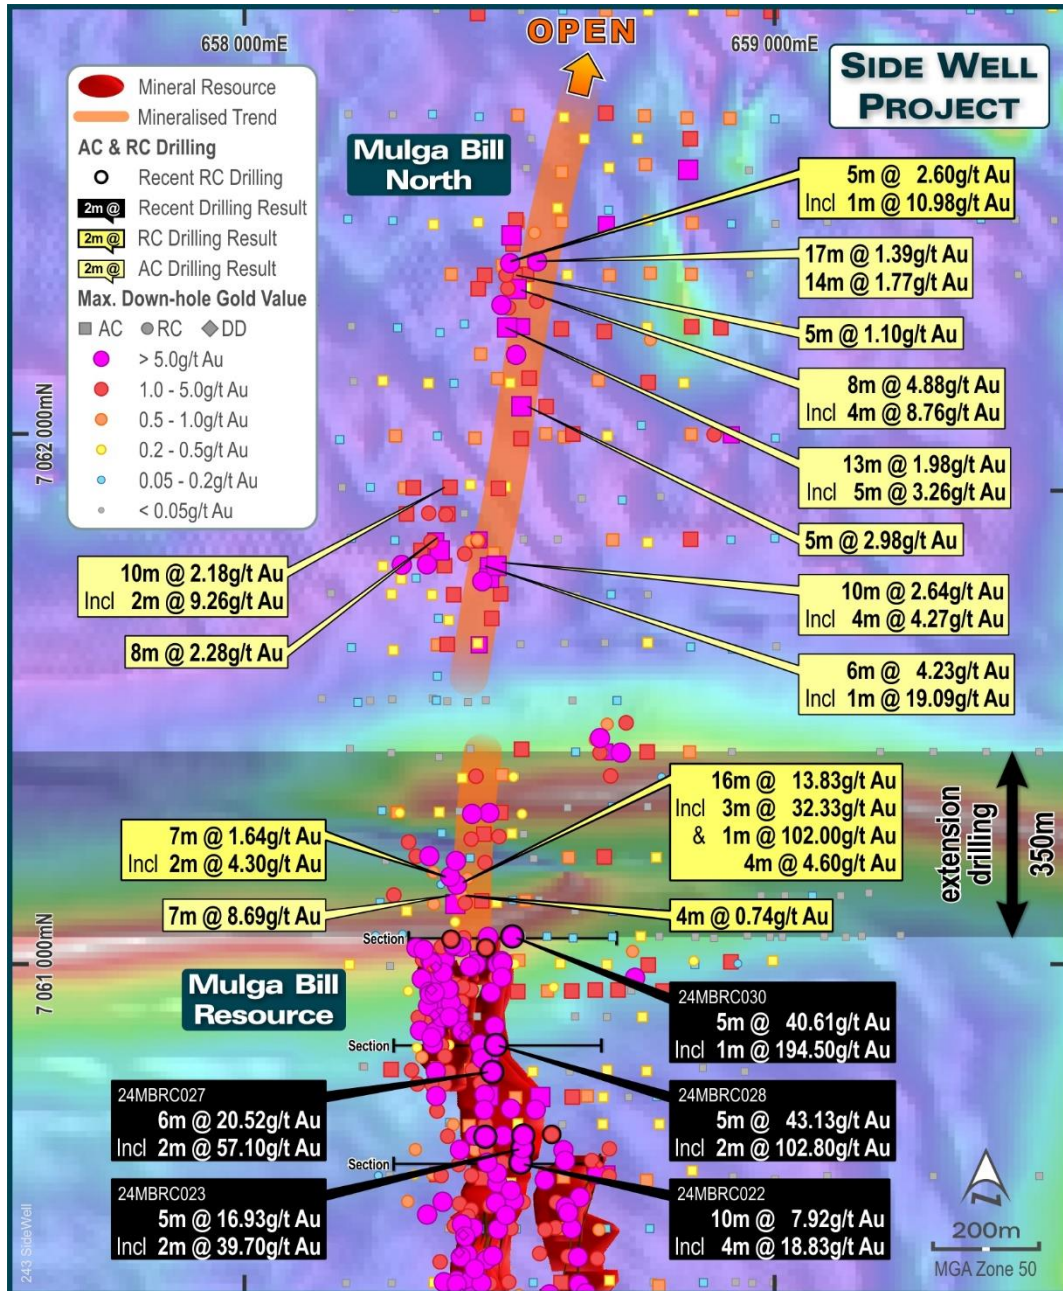 OPEN
658 000mE
659 000mE
SIDE WELL
PROJECT
Mineral Resource
Mineralised Trend
AC & RC Drilling
Recent RC Drilling
2m @ Recent Drilling Result
2m @ RC Drilling Result
2m @ AC Drilling Result
Max. Down-hole Gold Value
AC RC DD
> 5.0g/t Au
1.0 - 5.0g/t Au
0.5 - 1.0g/t Au
0.2 - 0.5g/t Au
0.05 - 0.2g/t Au
< 0.05g/t Au
Mulga Bill
North
5m @ 2.60g/t Au
Incl 1m @ 10.98g/t Au
17m @ 1.39g/t Au
14m @ 1.77g/t Au
5m @ 1.10g/t Au
8m @ 4.88g/t Au
Incl 4m @ 8.76g/t Au
7 062 000mN
13m @ 1.98g/t Au
Incl 5m @ 3.26g/t Au
5m @ 2.98g/t Au
10m @ 2.18g/t Au
Incl 2m @ 9.26g/t Au
10m @ 2.64g/t Au
Incl 4m @ 4.27g/t Au
8m @ 2.28g/t Au
6m @ 4.23g/t Au
Incl 1m @ 19.09g/t Au
16m @ 13.83g/t Au
Incl 3m @ 32.33g/t Au
& 1m @ 102.00g/t Au
4m @ 4.60g/t Au
7m @ 1.64g/t Au
Incl 2m @ 4.30g/t Au
extension
drilling
350m
7m @ 8.69g/t Au
4m @ 0.74g/t Au
Section
7 061 000mN
Mulga Bill
Resource
24MBRC030
5m @ 40.61g/t Au
Incl 1m @ 194.50g/t Au
Section
24MBRC027
6m @ 20.52g/t Au
Incl 2m @ 57.10g/t Au
24MBRC028
5m @ 43.13g/t Au
Incl 2m @ 102.80g/t Au
Section
24MBRC023
5m @ 16.93g/t Au
Incl 2m @ 39.70g/t Au
24MBRC022
10m @ 7.92g/t Au
Incl 4m @ 18.83g/t Au
N
200m
MGA Zone 50
243 SideWell